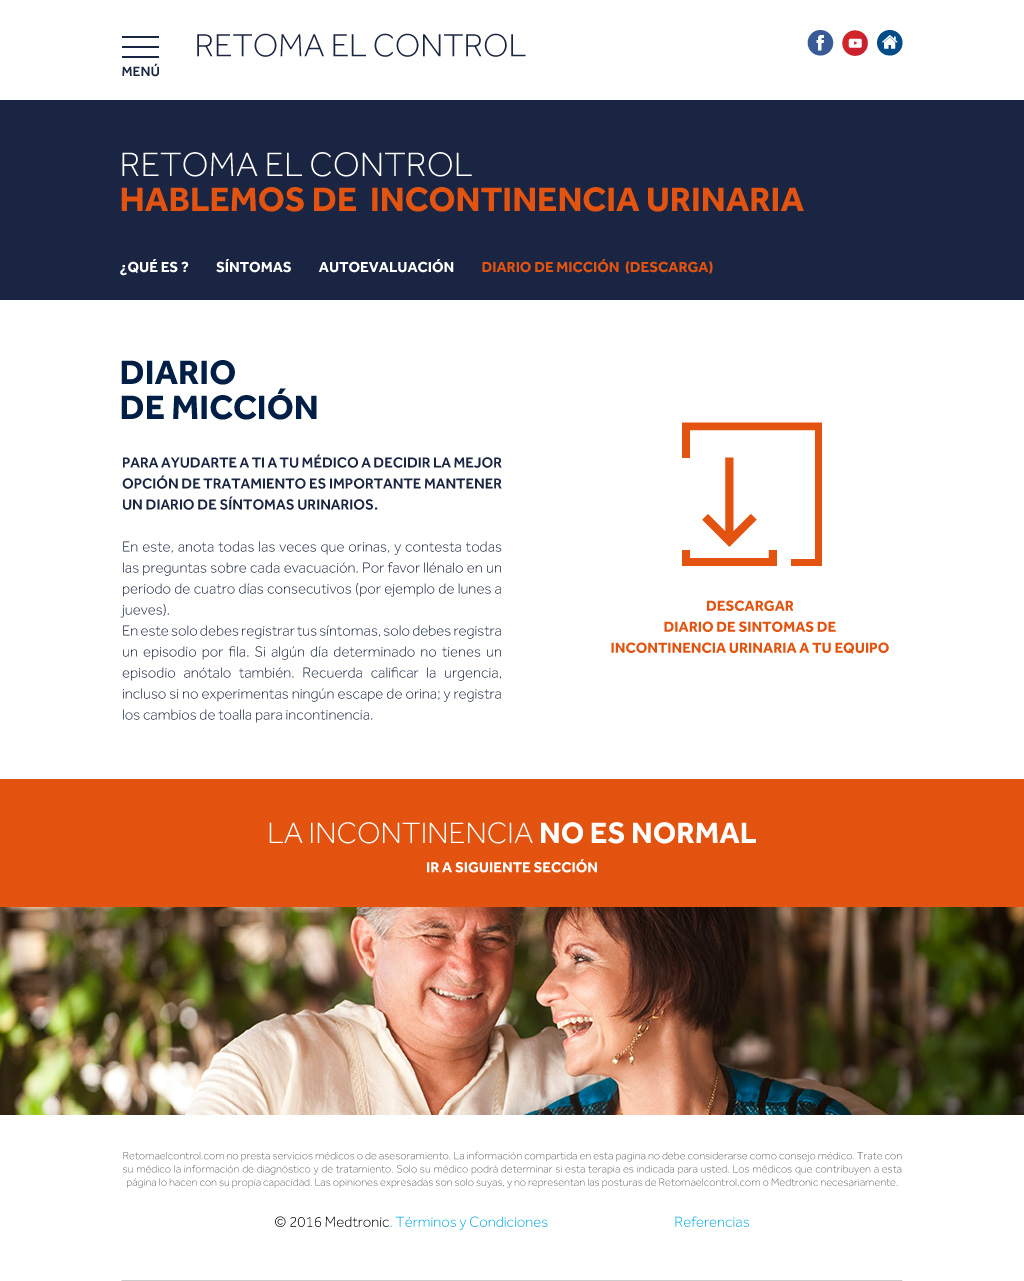 RETOMA EL CONTROL
MENÚ
RETOMA EL CONTROL
HABLEMOS DE INCONTINENCIA URINARIA
¿QUÉ ES ? SÍNTOMAS AUTOEVALUACIÓN DIARIO DE MICCIÓN (DESCARGA)
DIARIO
DE MICCIÓN
PARA AYUDARTE A TI A TU MÉDICO A DECIDIR LA MEJOR
OPCIÓN DE TRATAMIENTO ES IMPORTANTE MANTENER
UN DIARIO DE SÍNTOMAS URINARIOS.
En este, anota todas las veces que orinas, y contesta todas
las preguntas sobre cada evacuación. Por favor llénalo en un
periodo de cuatro días consecutivos (por ejemplo de lunes a
jueves).
En este solo debes registrar tus síntomas, solo debes registra
un episodio por fila. Si algún día determinado no tienes un
episodio anótalo también. Recuerda calificar la urgencia,
incluso si no experimentas ningún escape de orina; y registra
los cambios de toalla para incontinencia.
DESCARGAR
DIARIO DE SINTOMAS DE
INCONTINENCIA URINARIA A TU EQUIPO
LA INCONTINENCIA NO ES NORMAL
IR A SIGUIENTE SECCIÓN
Retomaelcontrol.com no presta servicios médicos o de asesoramiento. La información compartida en esta pagina no debe considerarse como consejo médico. Trate con
su médico la información de diagnóstico y de tratamiento. Solo su médico podrá determinar si esta terapia es indicada para usted. Los médicos que contribuyen a esta
página lo hacen con su propia capacidad. Las opiniones expresadas son solo suyas, y no representan las posturas de Retomaelcontrol.com o Medtronic necesariamente.
© 2016 Medtronic. Términos y Condiciones Referencias